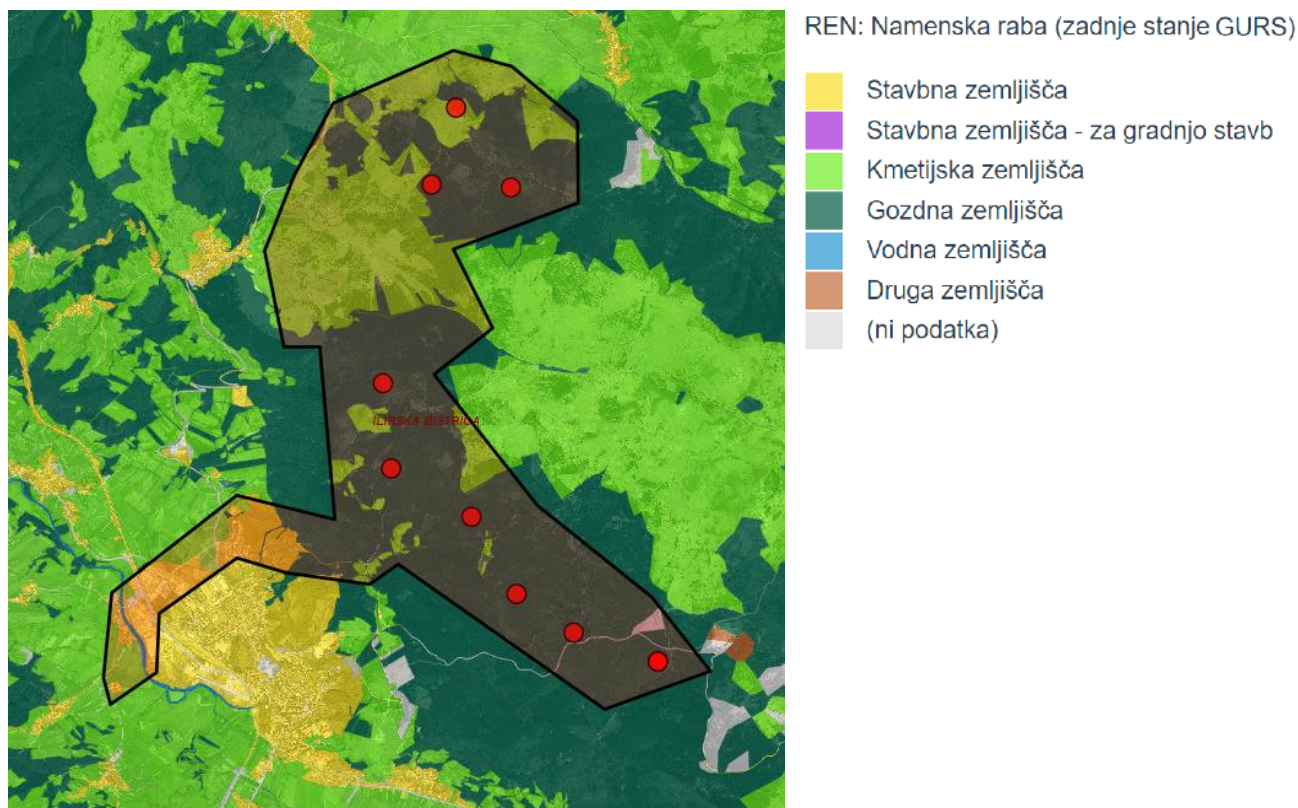 REN: Namenska raba (zadnje stanje GURS)
Stavbna zemljišča
Stavbna zemljišča - za gradnjo stavb
Kmetijska zemljišča
Gozdna zemljišča
Vodna zemljišča
Druga zemljišča
(ni podatka)
ILIRSKA BISTRICA